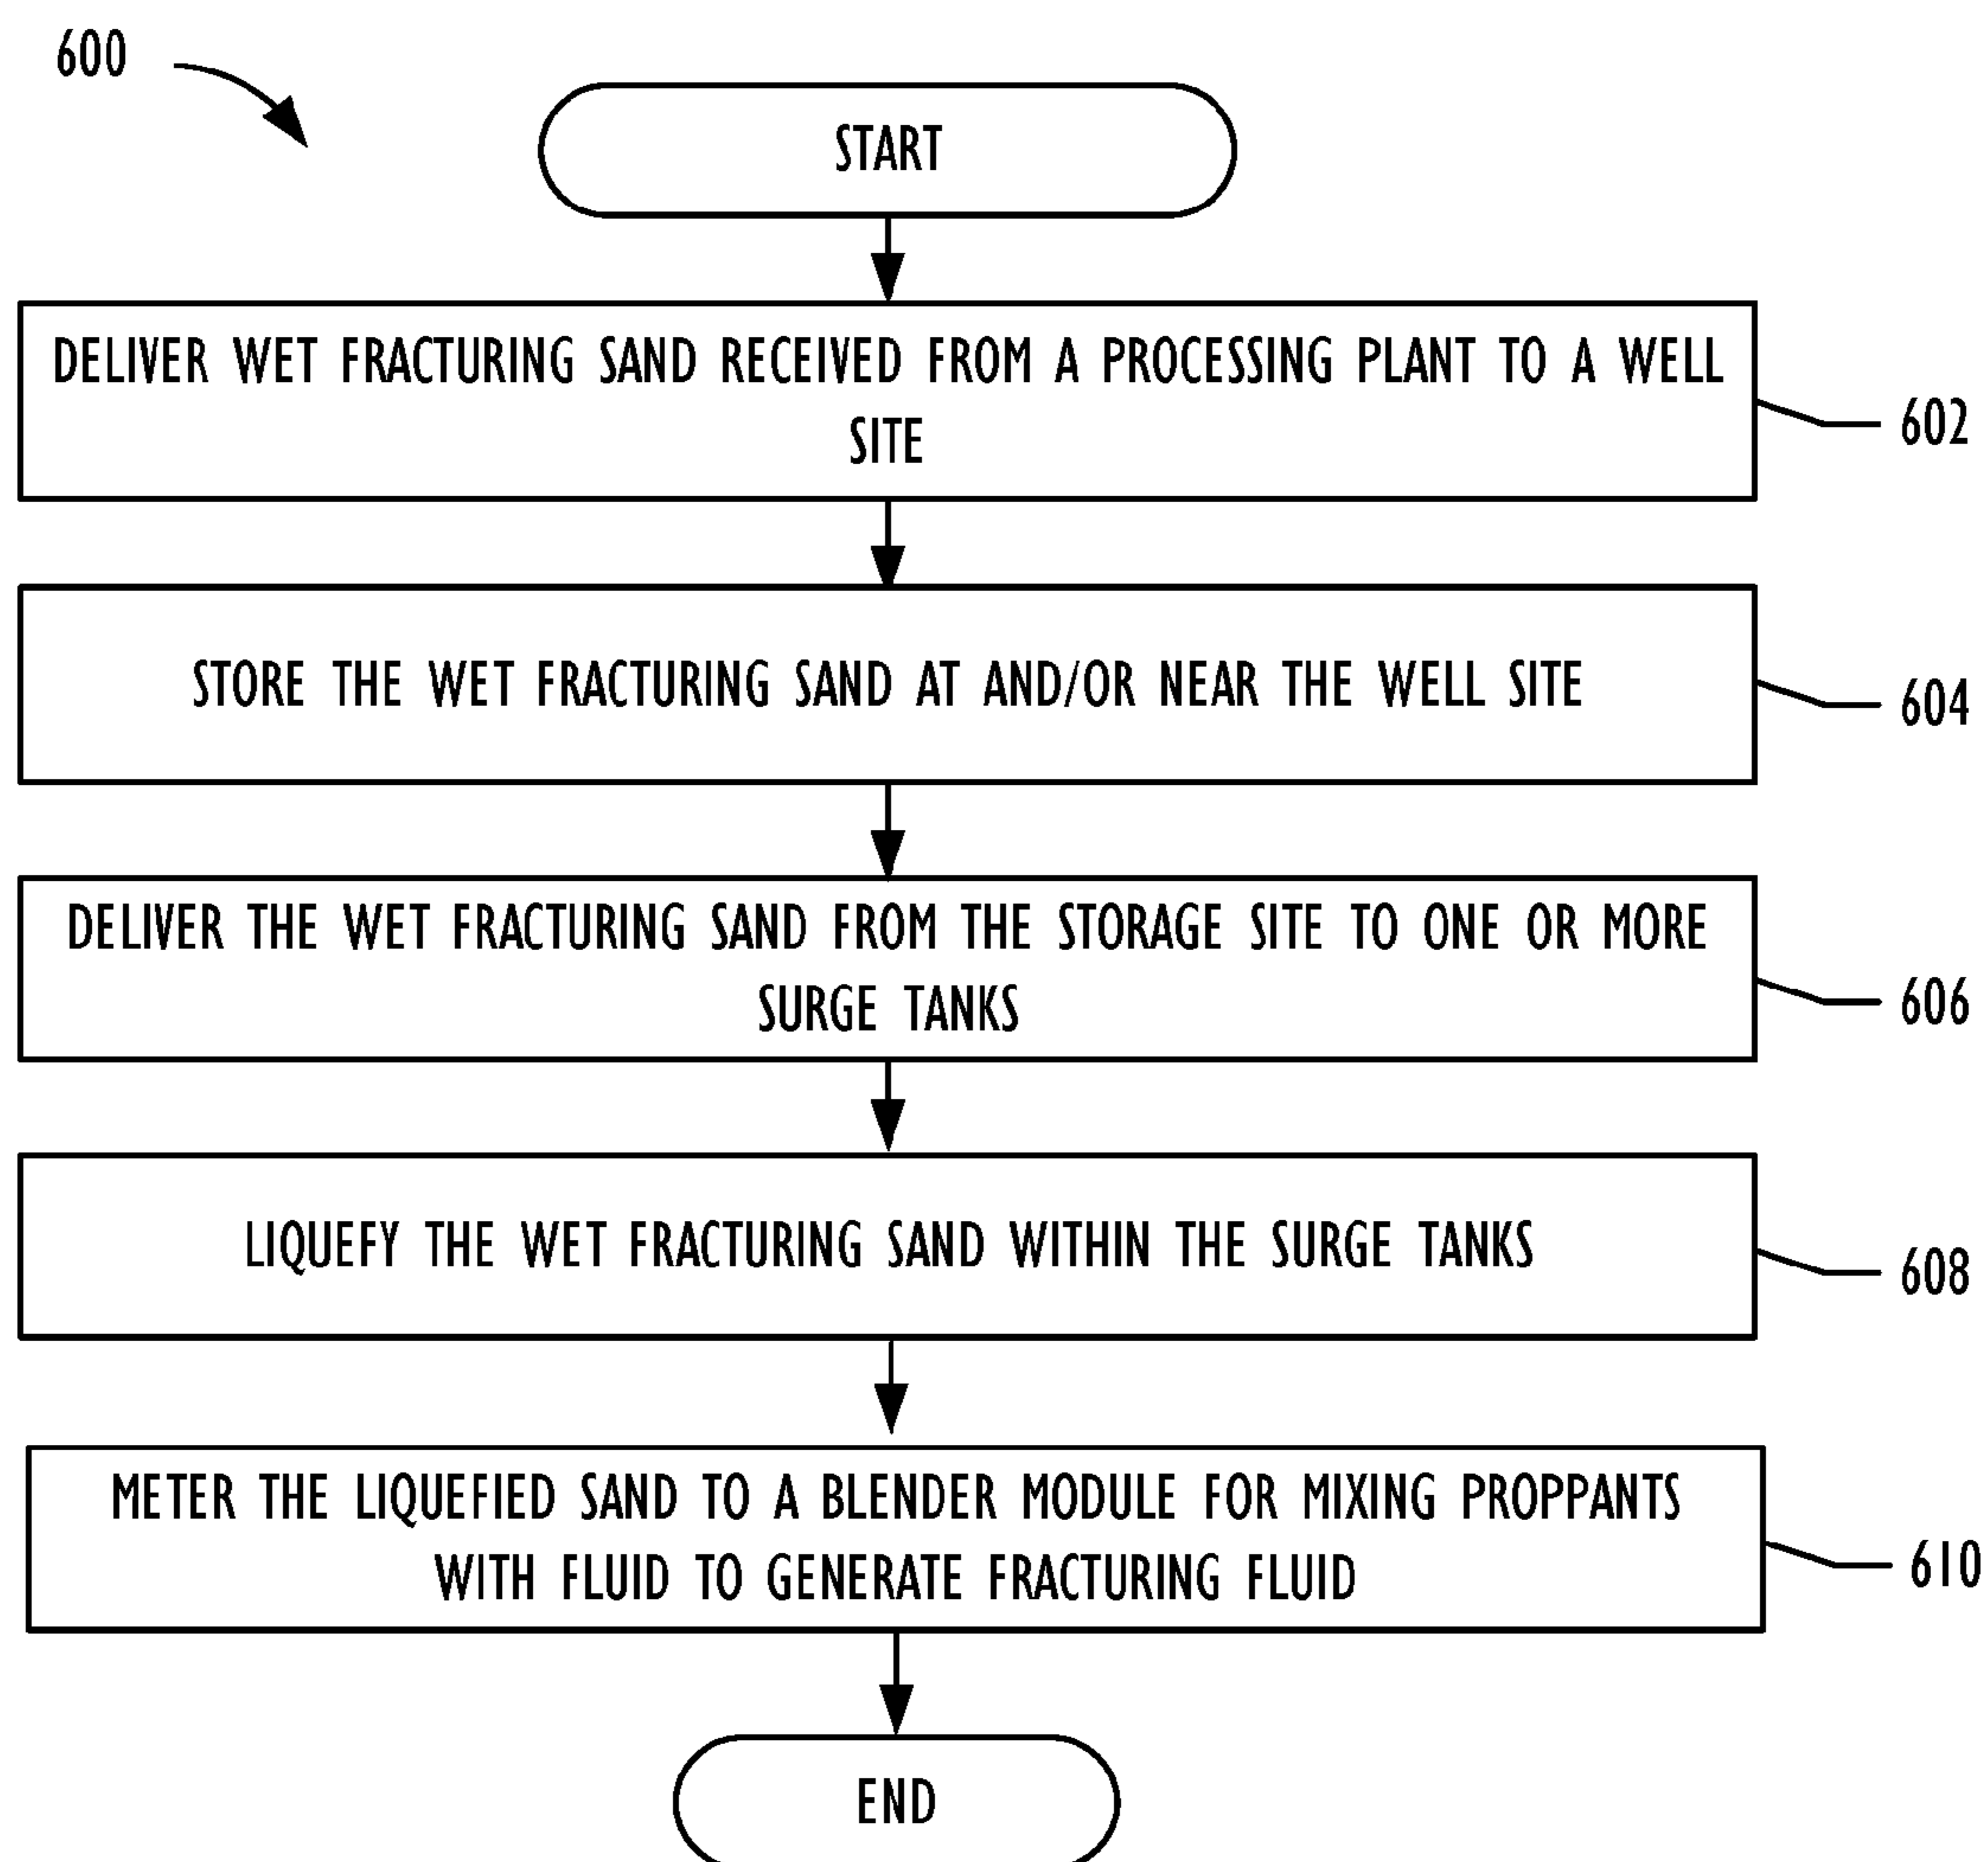 600
START
DELIVER WET FRACTURING SAND RECEIVED FROM A PROCESSING PLANT TO A WELL
SITE
602
STORE THE WET FRACTURING SAND AT AND/OR NEAR THE WELL SITE
604
DELIVER THE WET FRACTURING SAND FROM THE STORAGE SITE TO ONE OR MORE
SURGE TANKS
606
LIQUEFY THE WET FRACTURING SAND WITHIN THE SURGE TANKS
608
METER THE LIQUEFIED SAND TO A BLENDER MODULE FOR MIXING PROPPANTS
WITH FLUID TO GENERATE FRACTURING FLUID
610
END